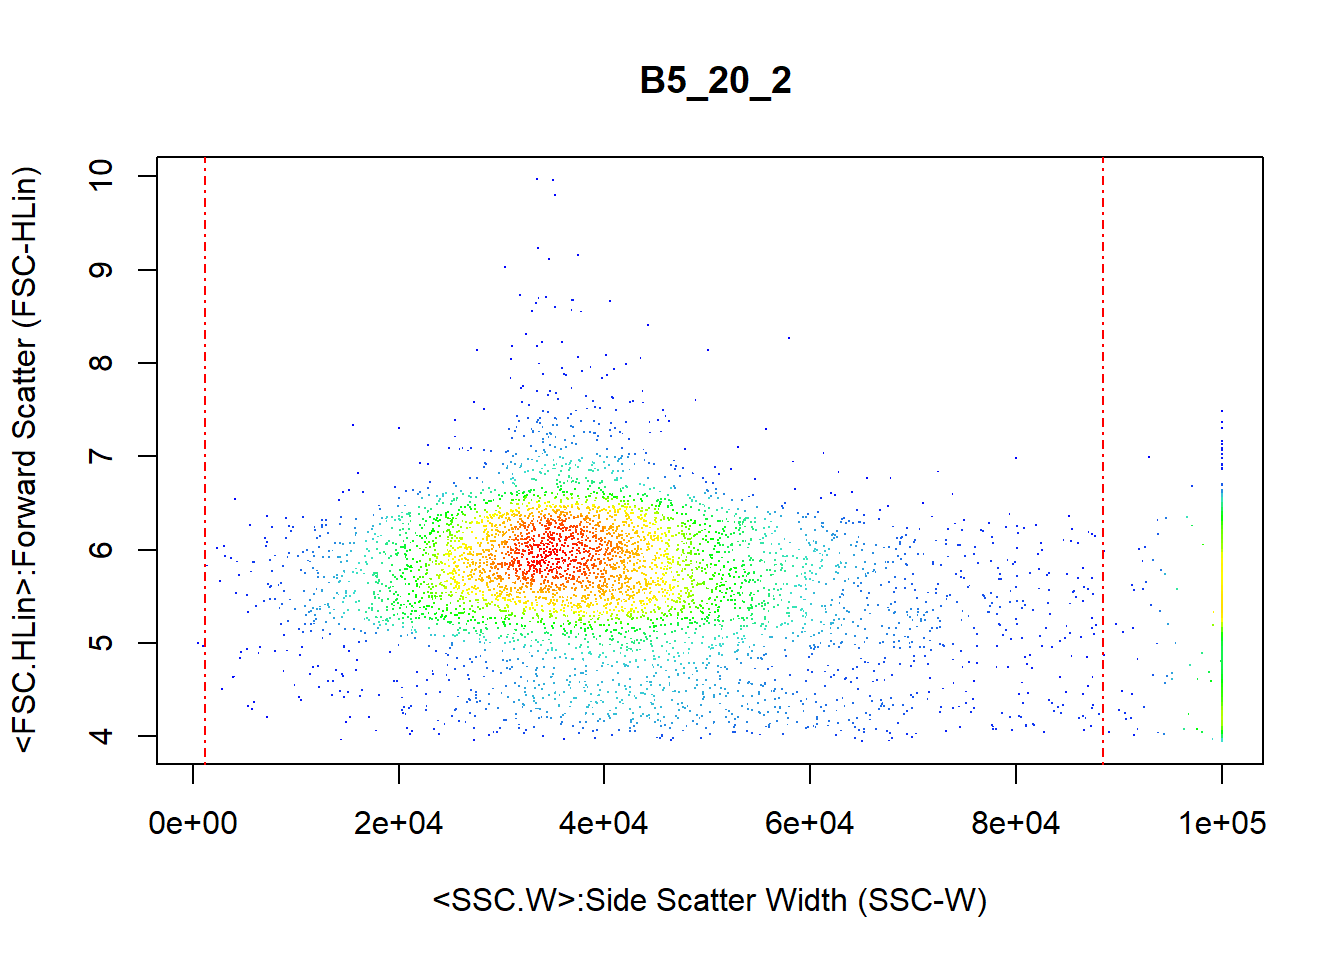 B5_20_2
<FSC.HLin>:Forward Scatter (FSC-HLin)
10
9
8
7
6
5
4
0e+00 2e+04 4e+04 6e+04 8e+04 1e+05
<SSC.W>:Side Scatter Width (SSC-W)